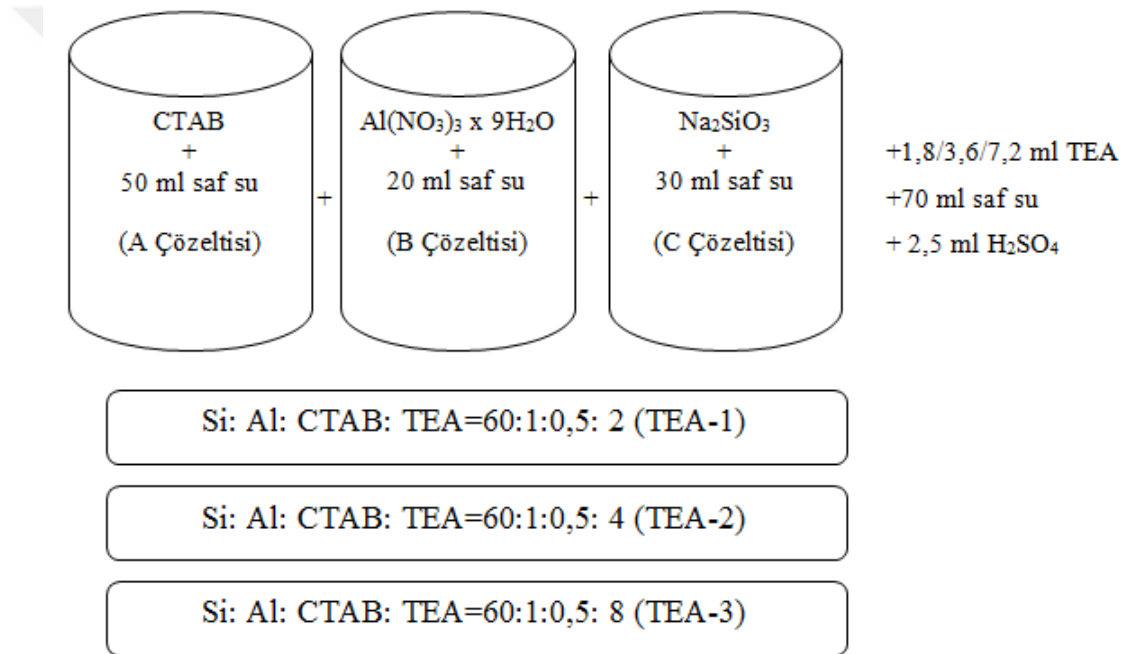 CTAB
+
50 ml saf su
(A Çözeltisi)
+
Al(NO₃)₃ x 9H₂O
+
20 ml saf su
(B Çözeltisi)
+
Na₂SiO₃
+
30 ml saf su
(C Çözeltisi)
+1,8/3,6/7,2 ml TEA
+70 ml saf su
+ 2,5 ml H₂SO₄
Si: Al: CTAB: TEA=60:1:0,5: 2 (TEA-1)
Si: Al: CTAB: TEA=60:1:0,5: 4 (TEA-2)
Si: Al: CTAB: TEA=60:1:0,5: 8 (TEA-3)